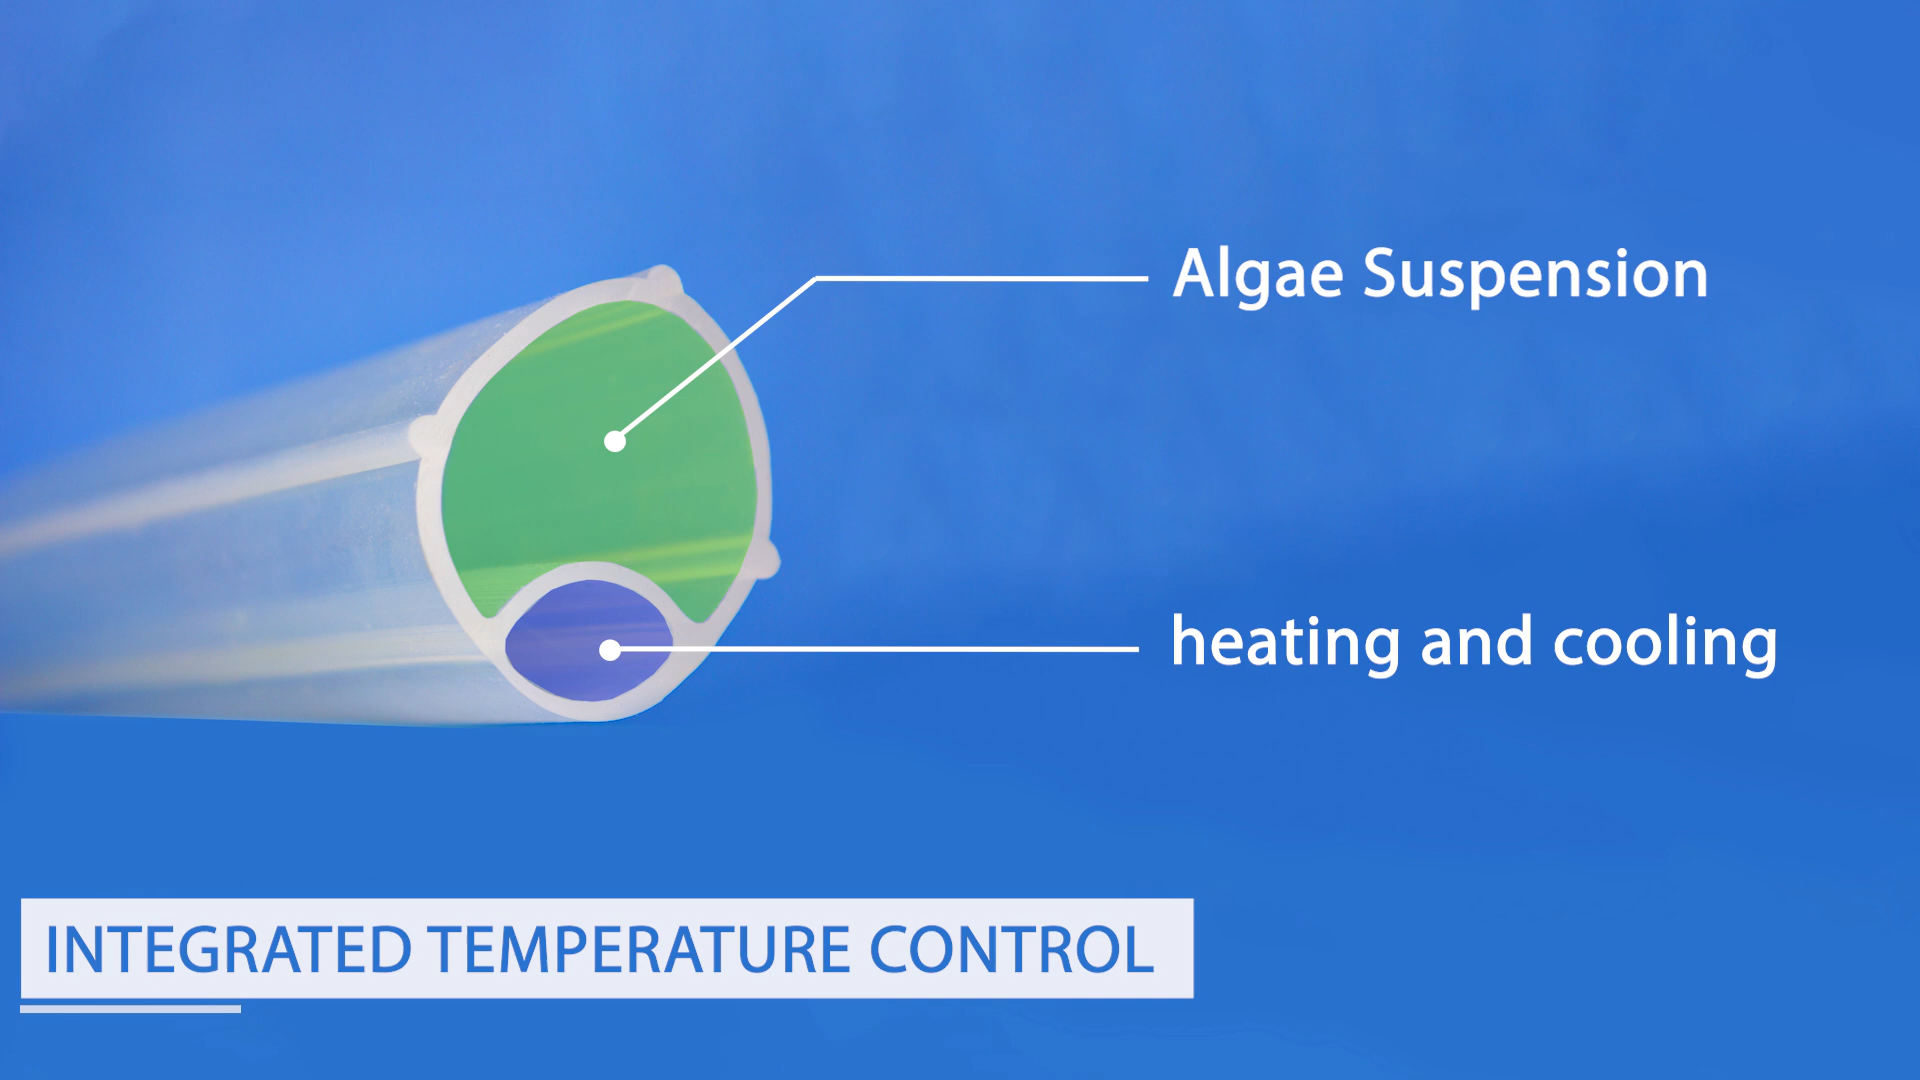 Algae Suspension
heating and cooling
INTEGRATED TEMPERATURE CONTROL